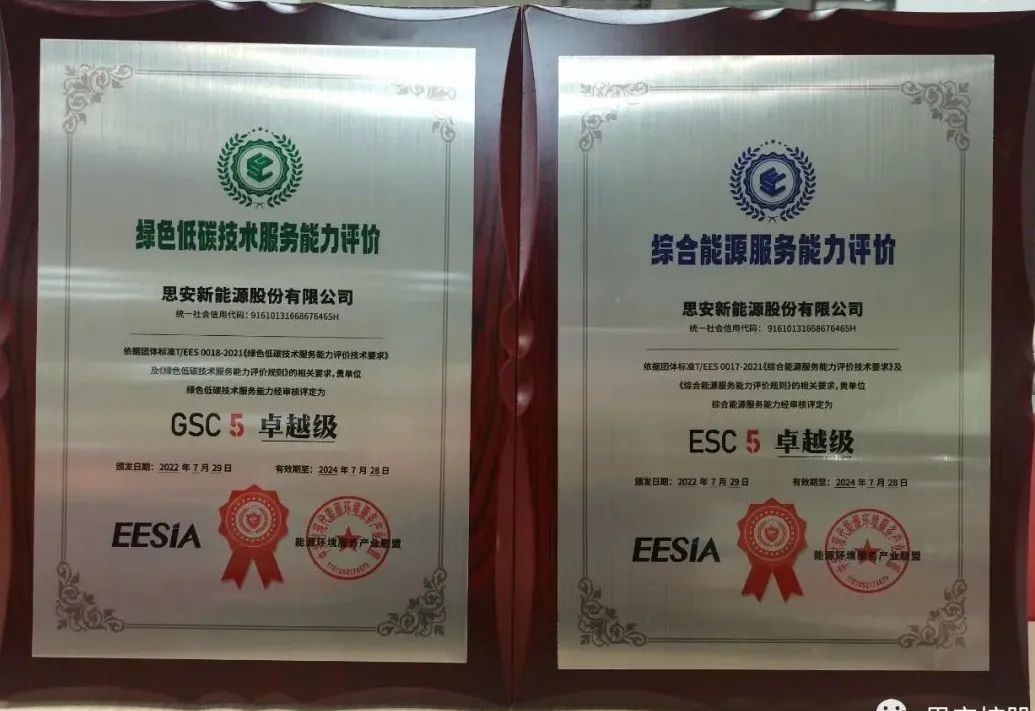 绿色低碳技术服务能力评价
思安新能源股份有限公司
统一社会信用代码：91610131668676465H
依据团体标准T/EES 0018-2021《绿色低碳技术服务能力评价技术要求》
及《绿色低碳技术服务能力评价规则》的相关要求，贵单位
绿色低碳技术服务能力经审核评定为
GSC 5 卓越级
颁发日期：2022 年 7 月 29 日 有效期至：2024 年 7 月 28 日
EESIA
能源环境服务产业联盟
综合能源服务能力评价
思安新能源股份有限公司
统一社会信用代码：91610131668676465H
依据团体标准T/EES 0017-2021《综合能源服务能力评价技术要求》及
《综合能源服务能力评价规则》的相关要求，贵单位
综合能源服务能力经审核评定为
ESC 5 卓越级
颁发日期：2022 年 7 月 29 日 有效期至：2024 年 7 月 28 日
EESIA
能源环境服务产业联盟